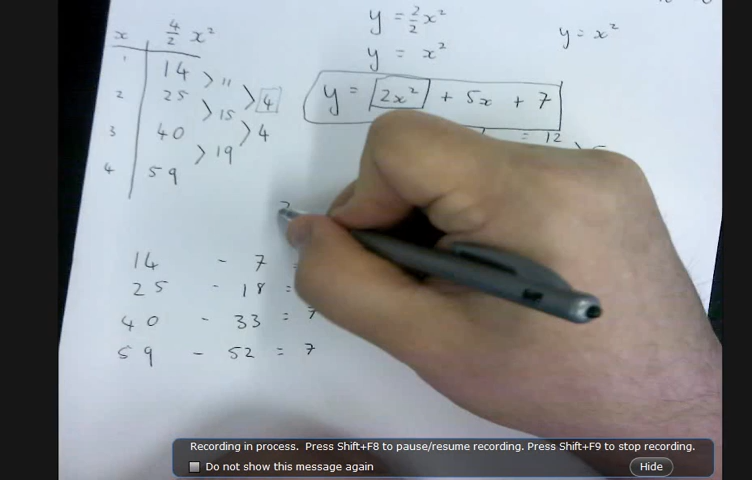 x 4/2 x²
1 14 > 11
2 25 > 15 > 4
3 40 > 19 > 4
4 59
y = 2/2 x²
y = x²
y = x²
y = 2x² + 5x + 7
= 12
14 - 7
25 - 18 =
40 - 33 = 7
59 - 52 = 7
Recording in process. Press Shift+F8 to pause/resume recording. Press Shift+F9 to stop recording.
Do not show this message again
Hide